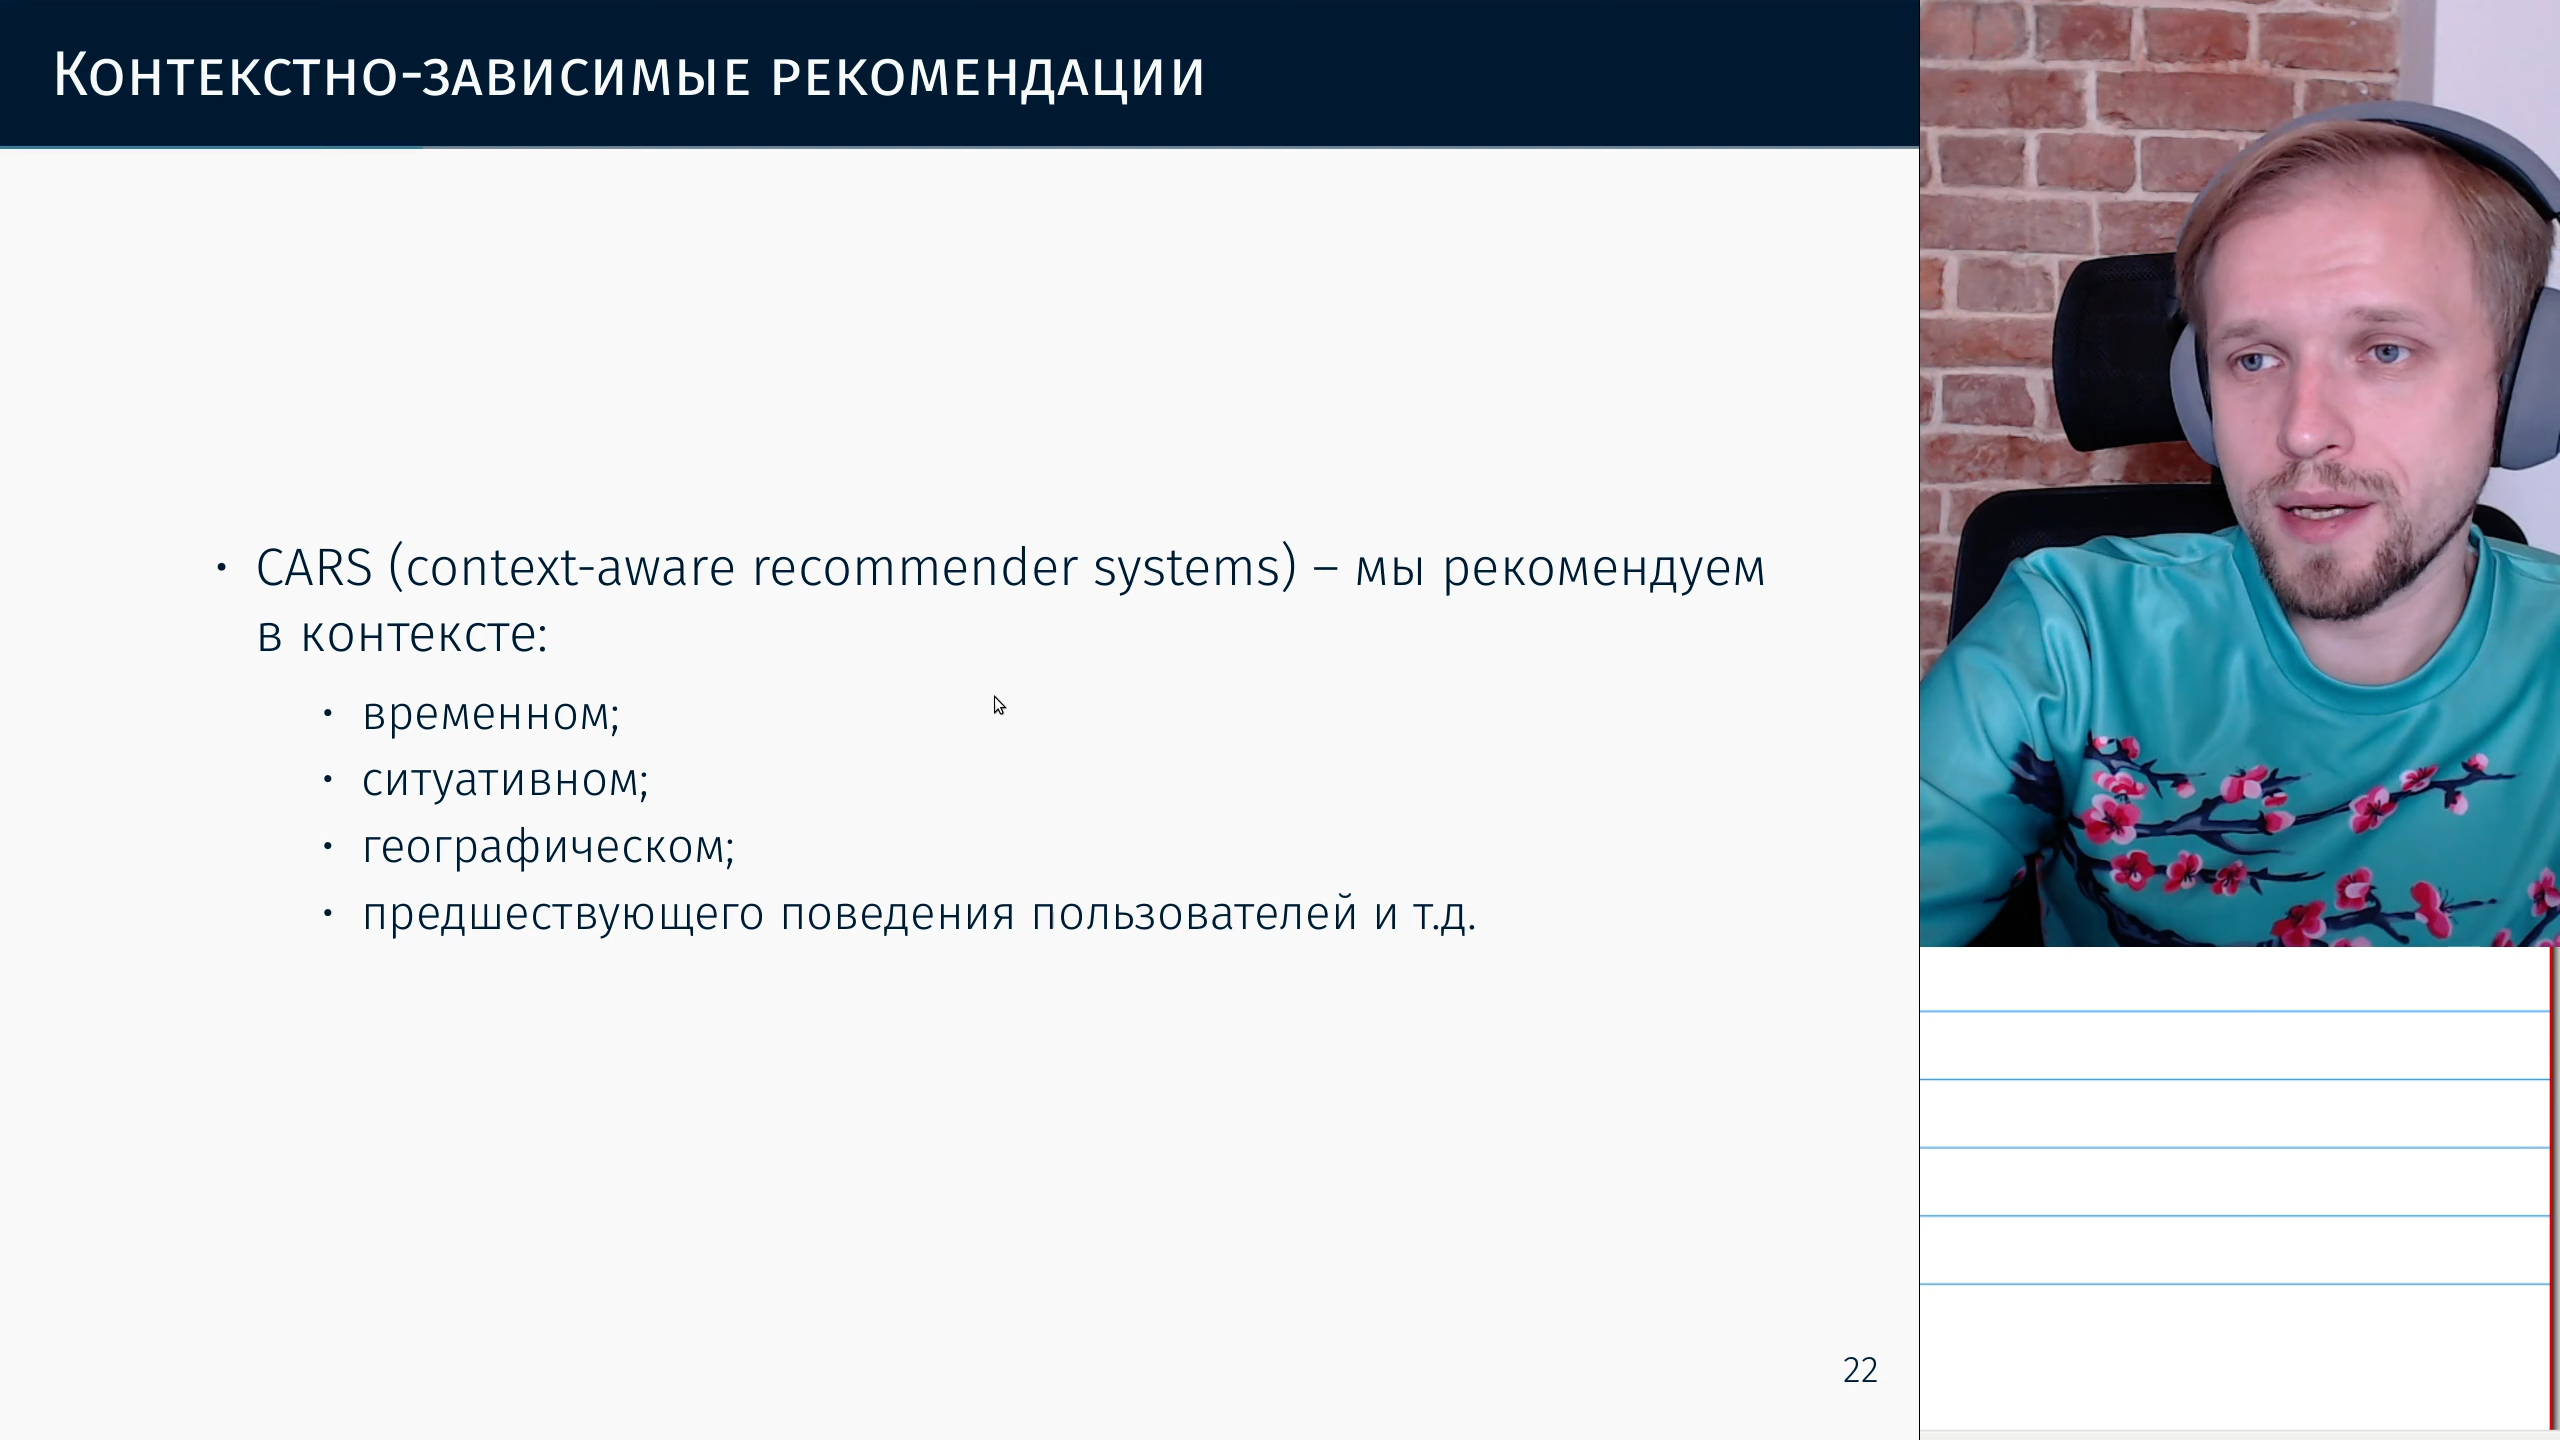 Контекстно-зависимые рекомендации
• CARS (context-aware recommender systems) – мы рекомендуем
в контексте:
• временном;
• ситуативном;
• географическом;
• предшествующего поведения пользователей и т.д.
22